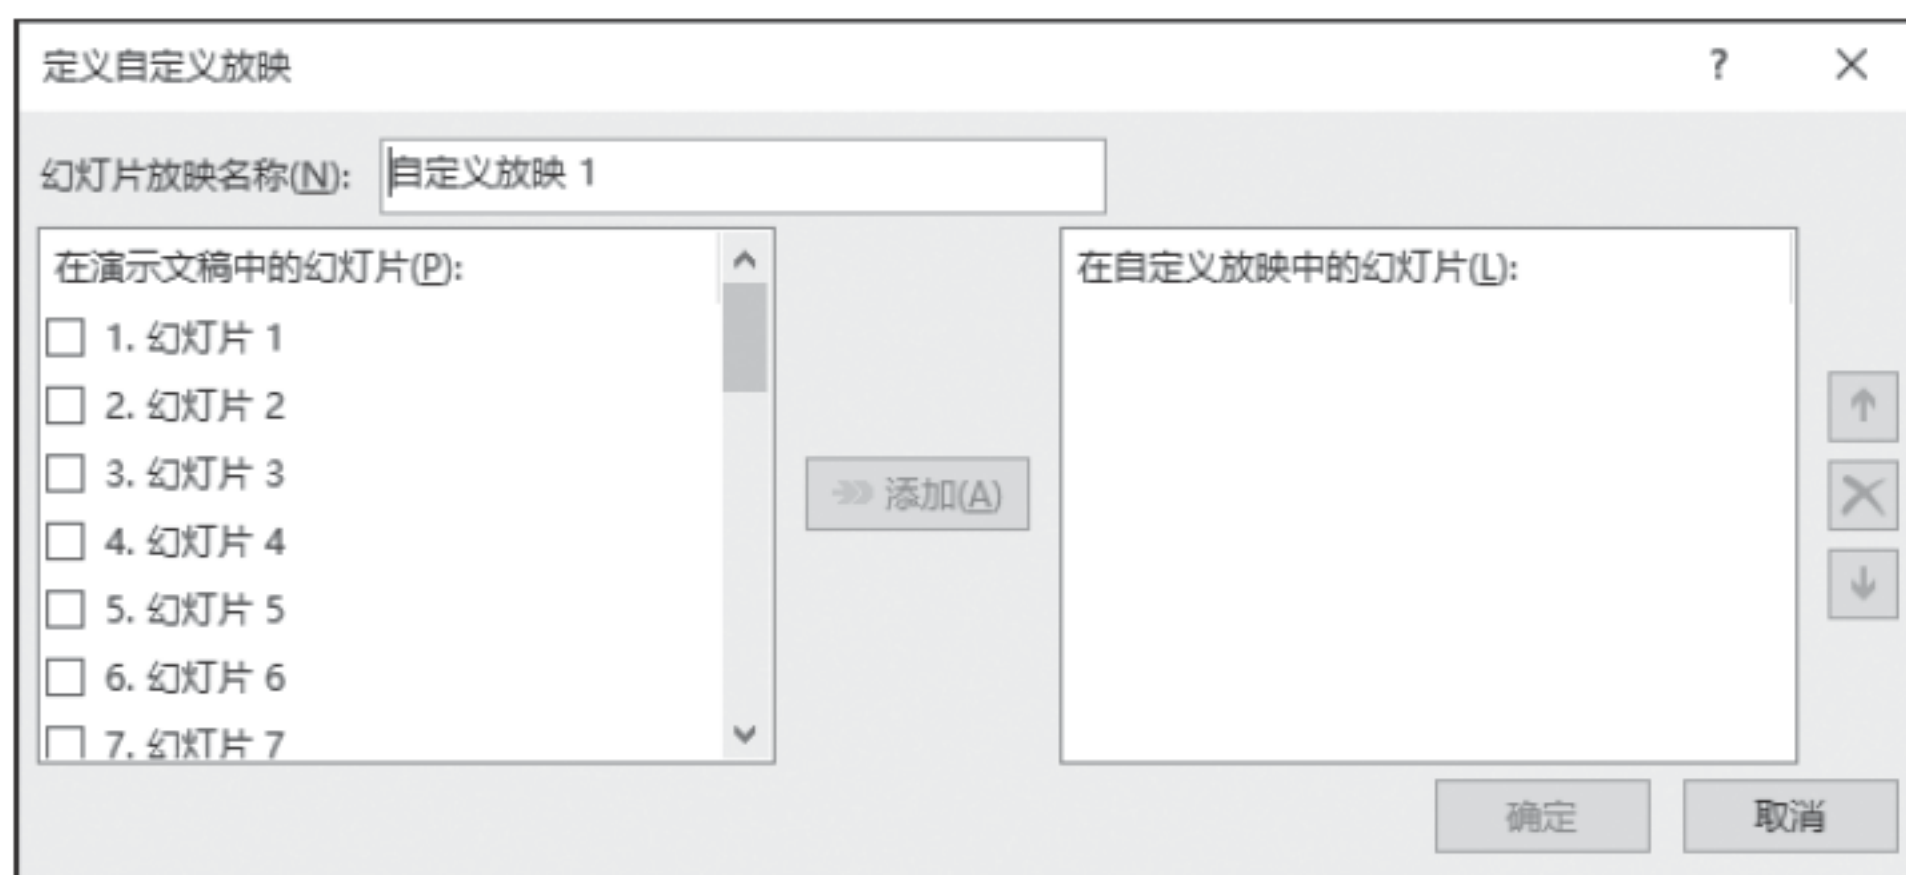 定义自定义放映 ?
幻灯片放映名称(N): 自定义放映 1
在演示文稿中的幻灯片(P):
1. 幻灯片 1
2. 幻灯片 2
3. 幻灯片 3
4. 幻灯片 4
5. 幻灯片 5
6. 幻灯片 6
7. 幻灯片 7
添加(A)
在自定义放映中的幻灯片(L):
确定 取消